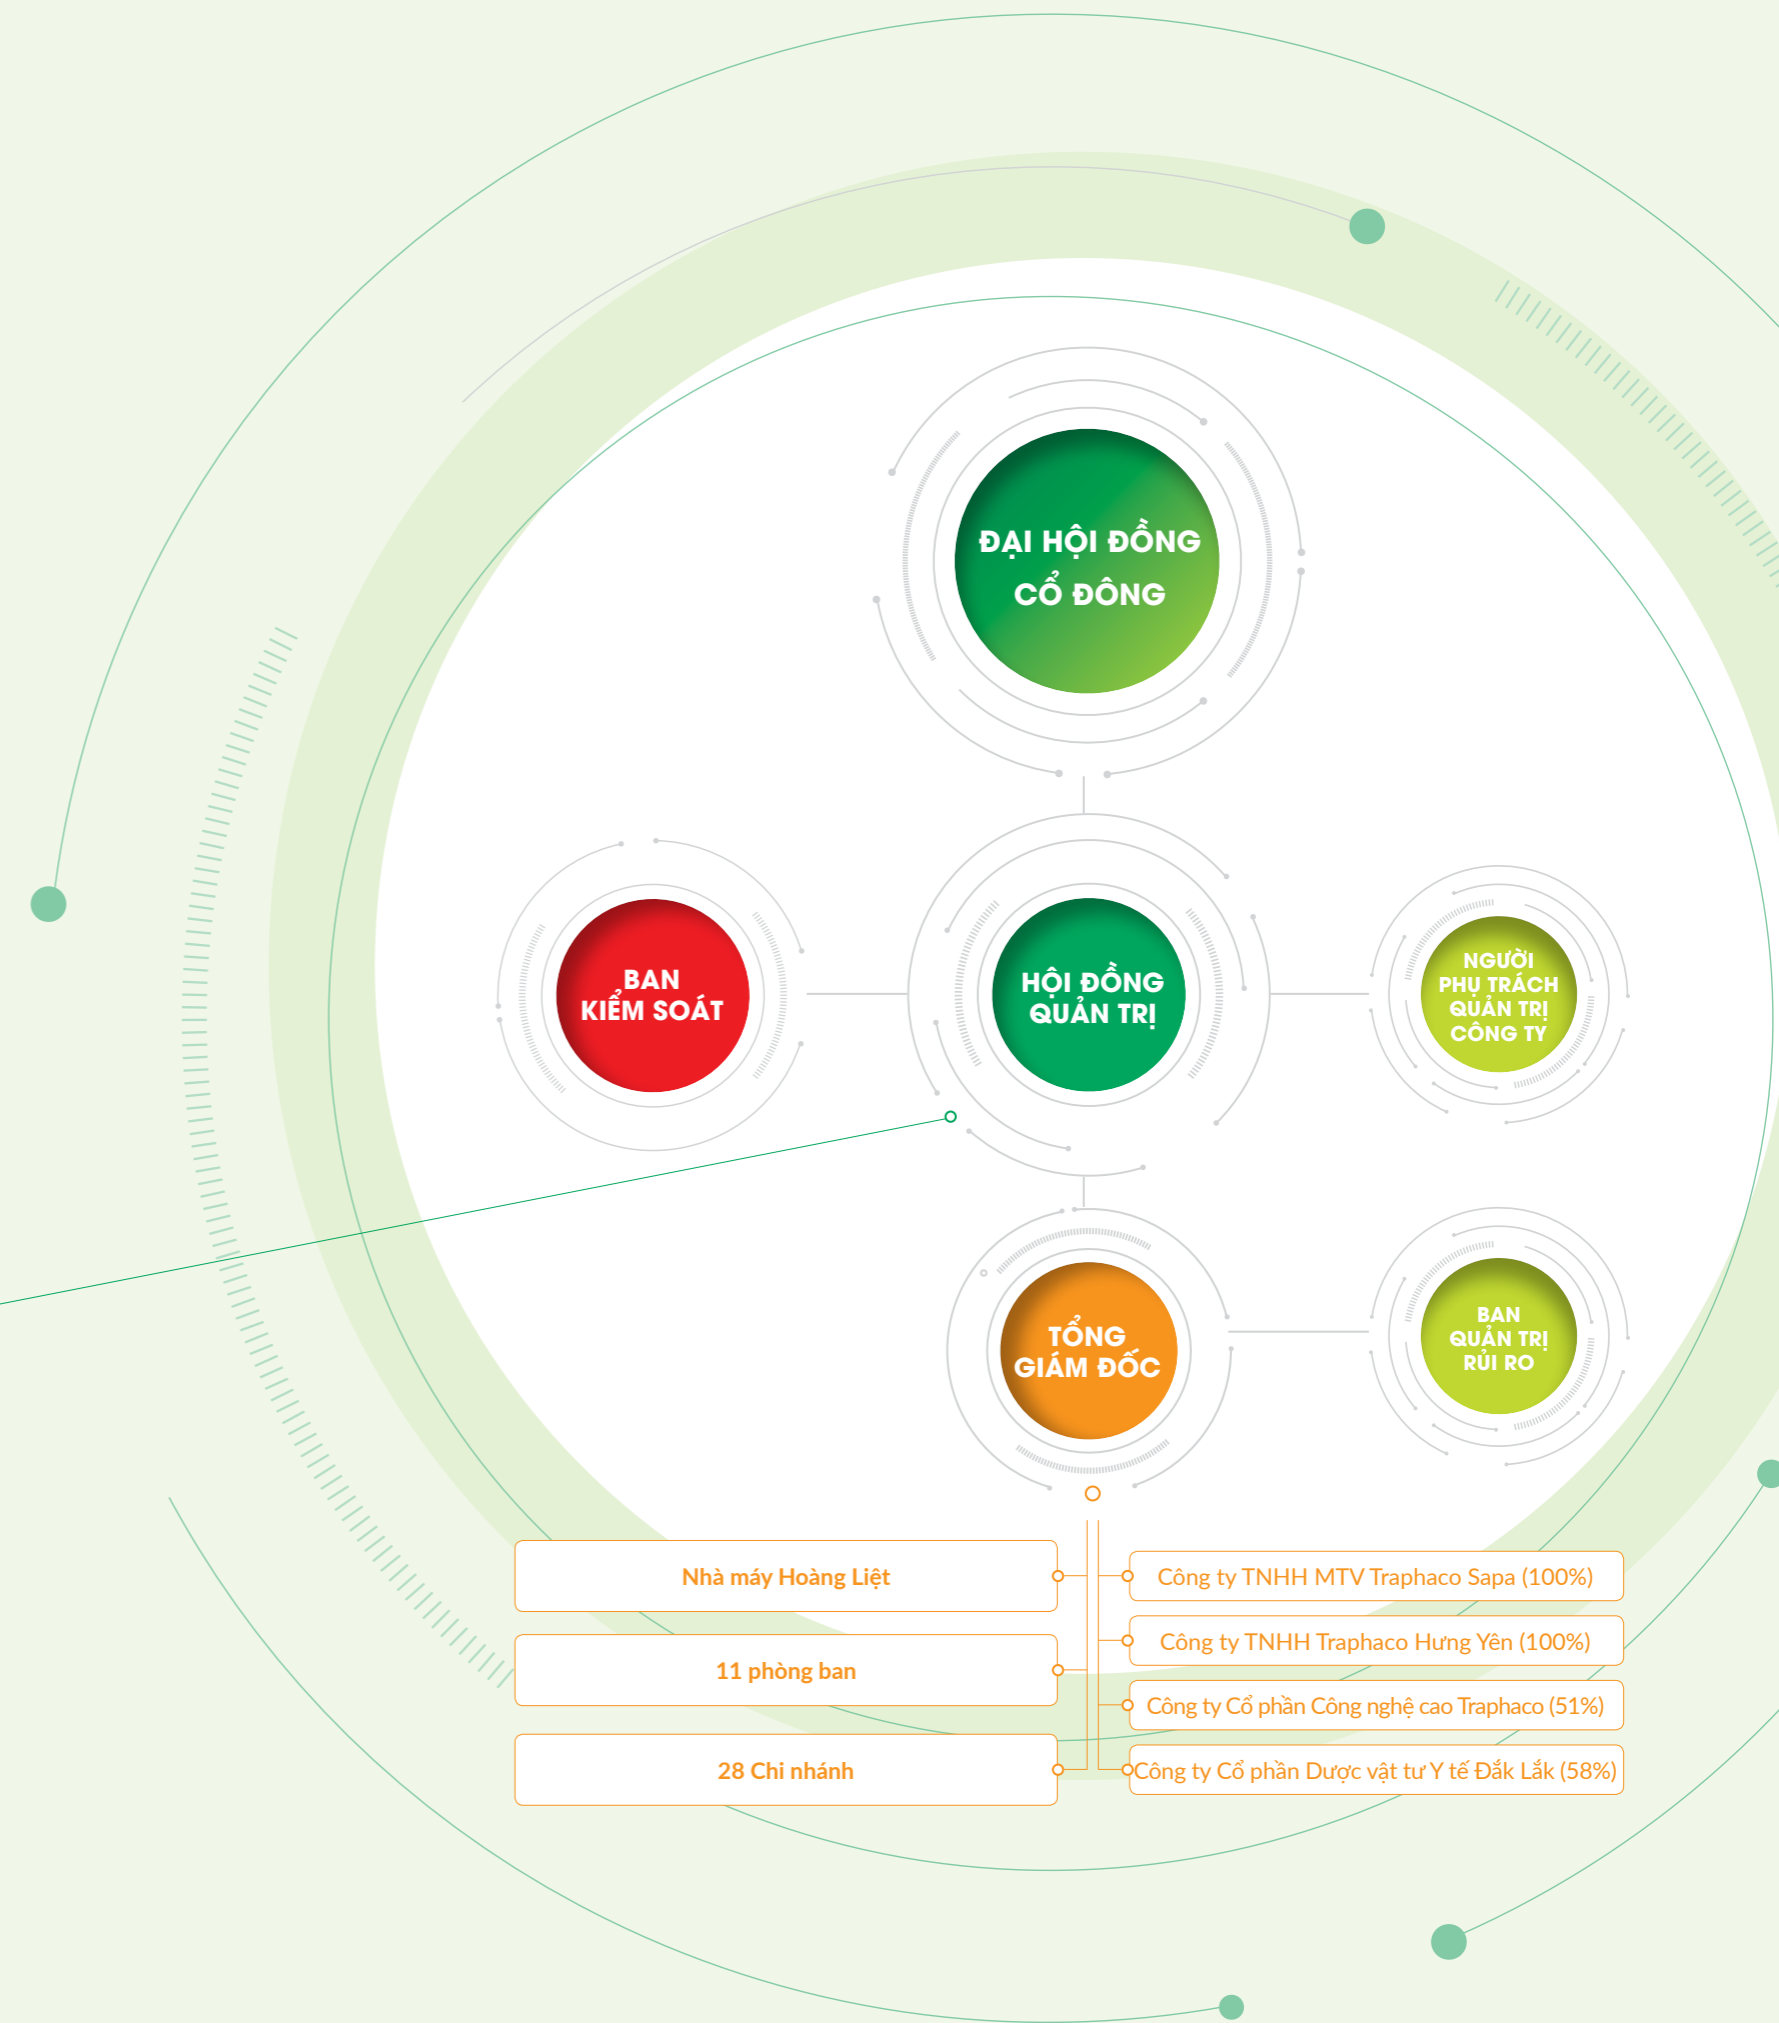 ĐẠI HỘI ĐỒNG
CỔ ĐÔNG
BAN
KIỂM SOÁT
HỘI ĐỒNG
QUẢN TRỊ
NGƯỜI
PHỤ TRÁCH
QUẢN TRỊ
CÔNG TY
TỔNG
GIÁM ĐỐC
BAN
QUẢN TRỊ
RỦI RO
Nhà máy Hoàng Liệt
11 phòng ban
28 Chi nhánh
Công ty TNHH MTV Traphaco Sapa (100%)
Công ty TNHH Traphaco Hưng Yên (100%)
Công ty Cổ phần Công nghệ cao Traphaco (51%)
Công ty Cổ phần Dược vật tư Y tế Đắk Lắk (58%)